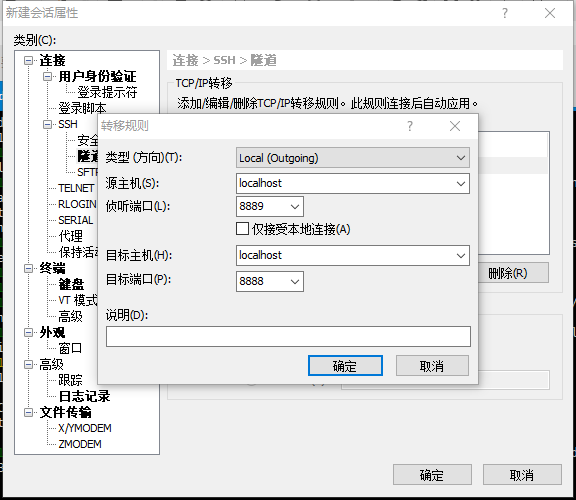 新建会话属性
类别(C):
连接
用户身份验证
登录提示符
登录脚本
SSH
安全
隧道
SFTP
TELNET
RLOGIN
SERIAL
代理
保持活动
终端
键盘
VT 模式
高级
外观
窗口
高级
跟踪
日志记录
文件传输
X/YMODEM
ZMODEM
连接 > SSH > 隧道
TCP/IP转移
添加/编辑/删除TCP/IP转移规则。此规则连接后自动应用。
删除(R)
转移规则
类型 (方向)(T):
Local (Outgoing)
源主机(S):
localhost
侦听端口(L):
8889
仅接受本地连接(A)
目标主机(H):
localhost
目标端口(P):
8888
说明(D):
确定
取消
确定
取消